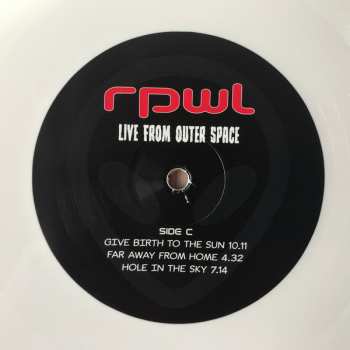 rpwl
LIVE FROM OUTER SPACE
SIDE C
GIVE BIRTH TO THE SUN 10.11
FAR AWAY FROM HOME 4.32
HOLE IN THE SKY 7.14